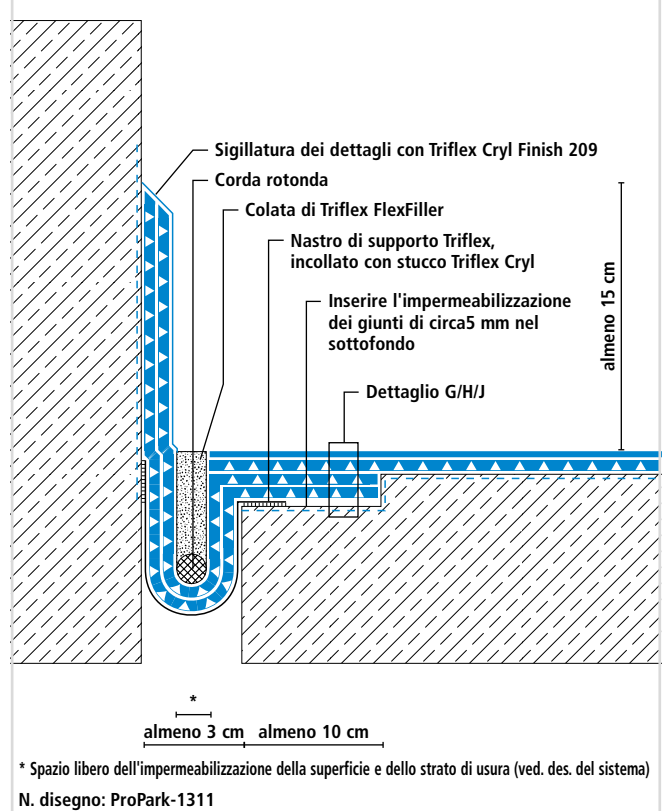 Sigillatura dei dettagli con Triflex Cryl Finish 209
Corda rotonda
Colata di Triflex FlexFiller
Nastro di supporto Triflex,
incollato con stucco Triflex Cryl
Inserire l'impermeabilizzazione
dei giunti di circa5 mm nel
sottofondo
Dettaglio G/H/J
almeno 15 cm
*
almeno 3 cm
almeno 10 cm
* Spazio libero dell'impermeabilizzazione della superficie e dello strato di usura (ved. des. del sistema)
N. disegno: ProPark-1311